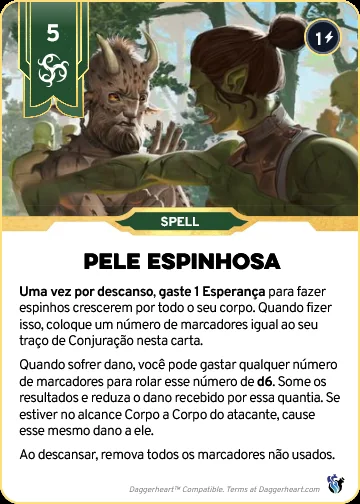 5
1
SPELL
PELE ESPINHOSA
Uma vez por descanso, gaste 1 Esperança para fazer
espinhos crescerem por todo o seu corpo. Quando fizer
isso, coloque um número de marcadores igual ao seu
traço de Conjuração nesta carta.
Quando sofrer dano, você pode gastar qualquer número
de marcadores para rolar esse número de d6. Some os
resultados e reduza o dano recebido por essa quantia. Se
estiver no alcance Corpo a Corpo do atacante, cause
esse mesmo dano a ele.
Ao descansar, remova todos os marcadores não usados.
Daggerheart™ Compatible. Terms at Daggerheart.com